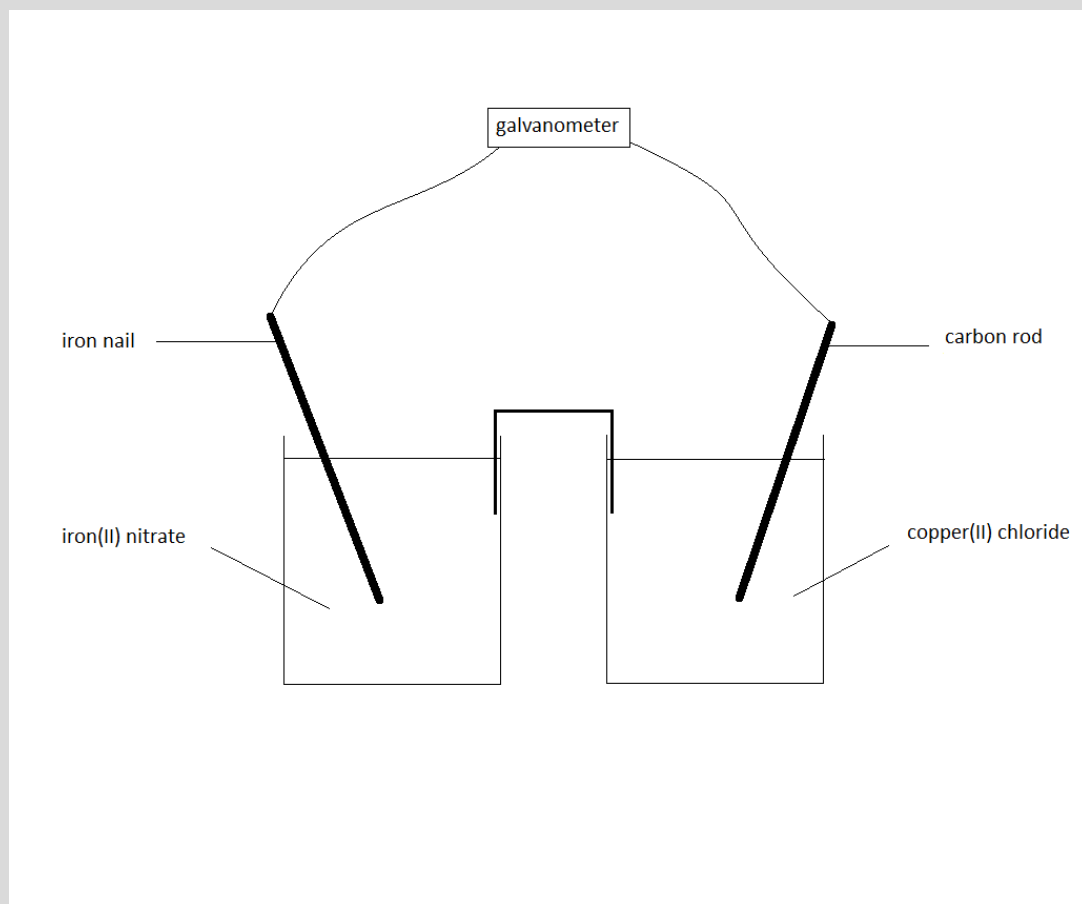 galvanometer
iron nail
carbon rod
iron(II) nitrate
copper(II) chloride